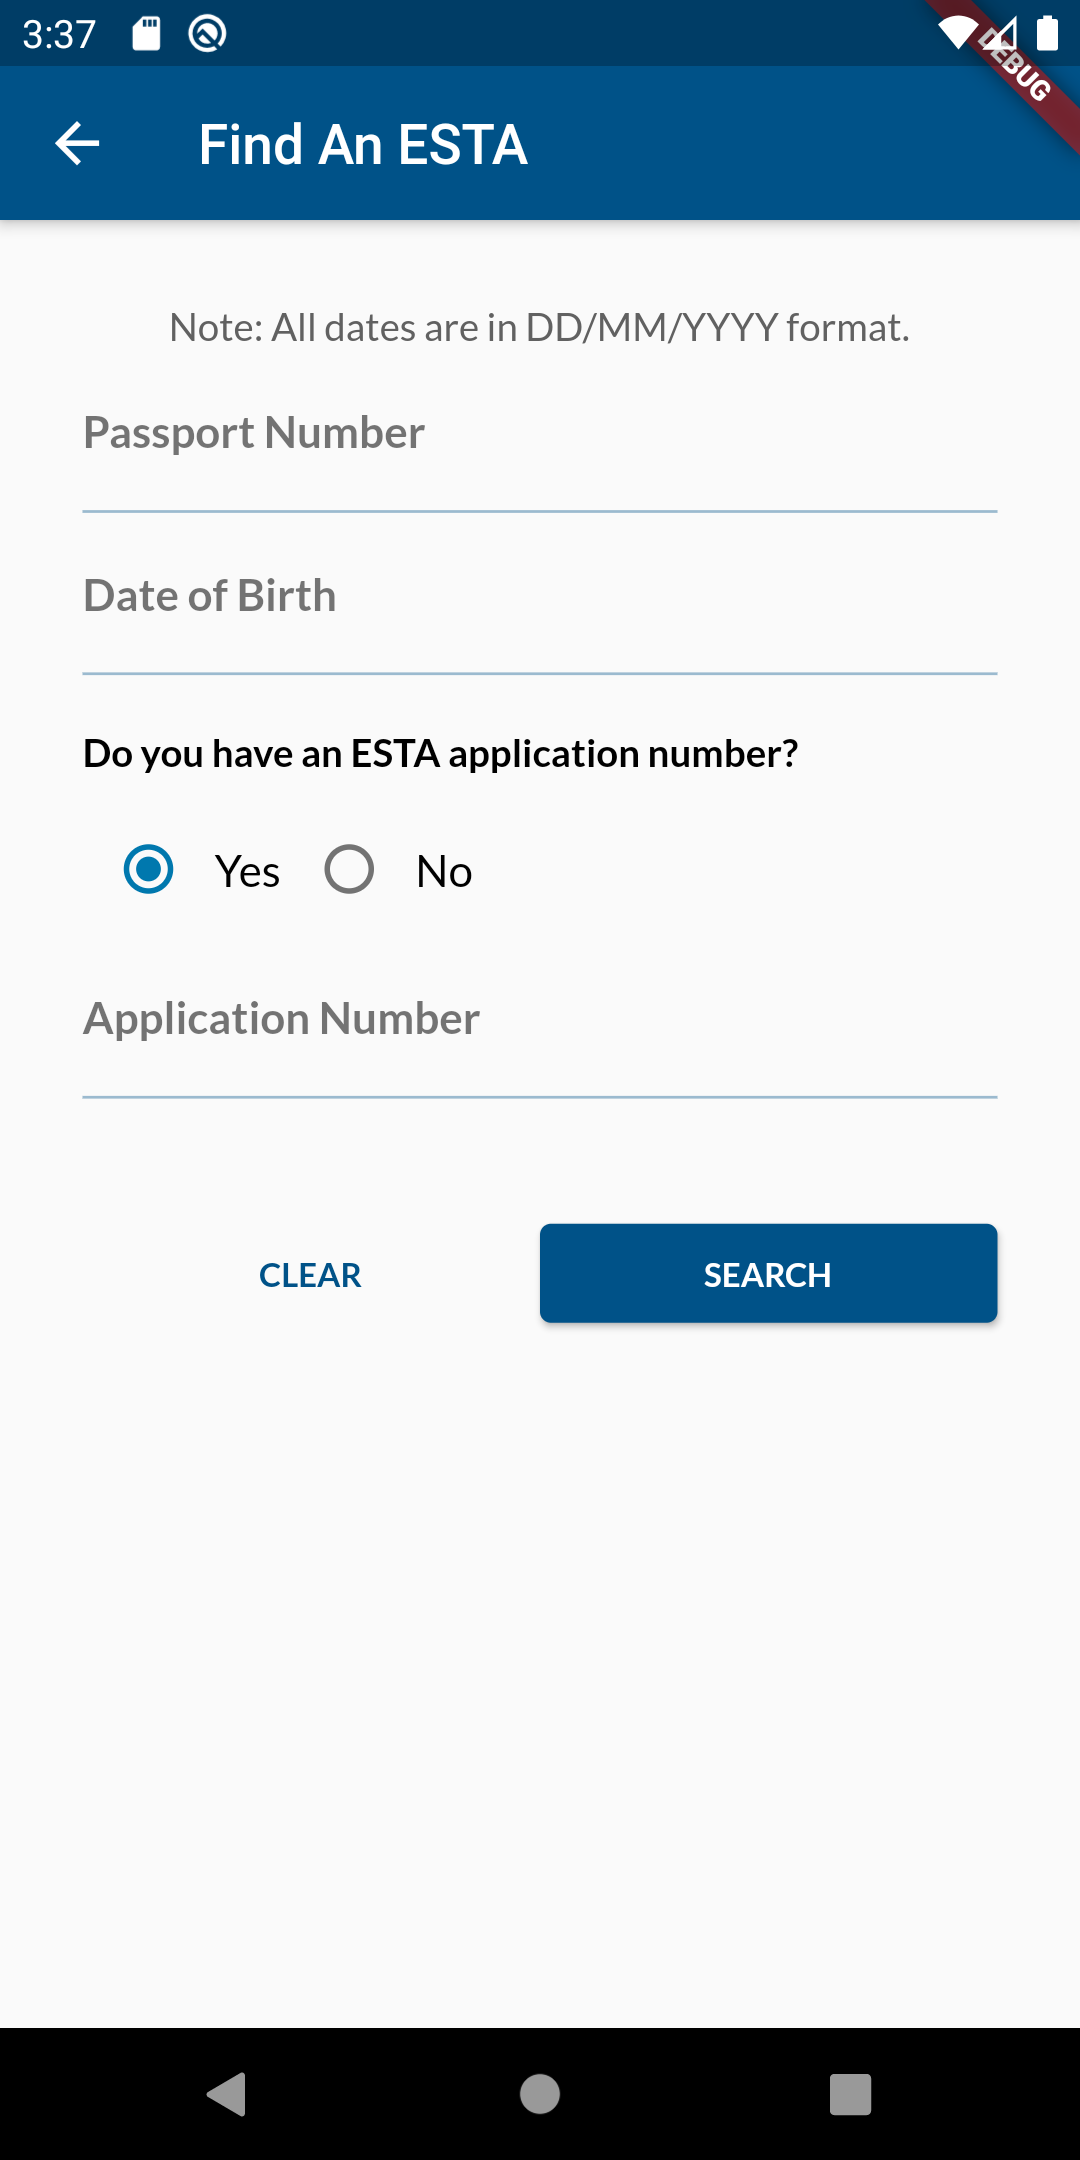 3:37
DEBUG
Find An ESTA
Note: All dates are in DD/MM/YYYY format.
Passport Number
Date of Birth
Do you have an ESTA application number?
Yes No
Application Number
CLEAR SEARCH